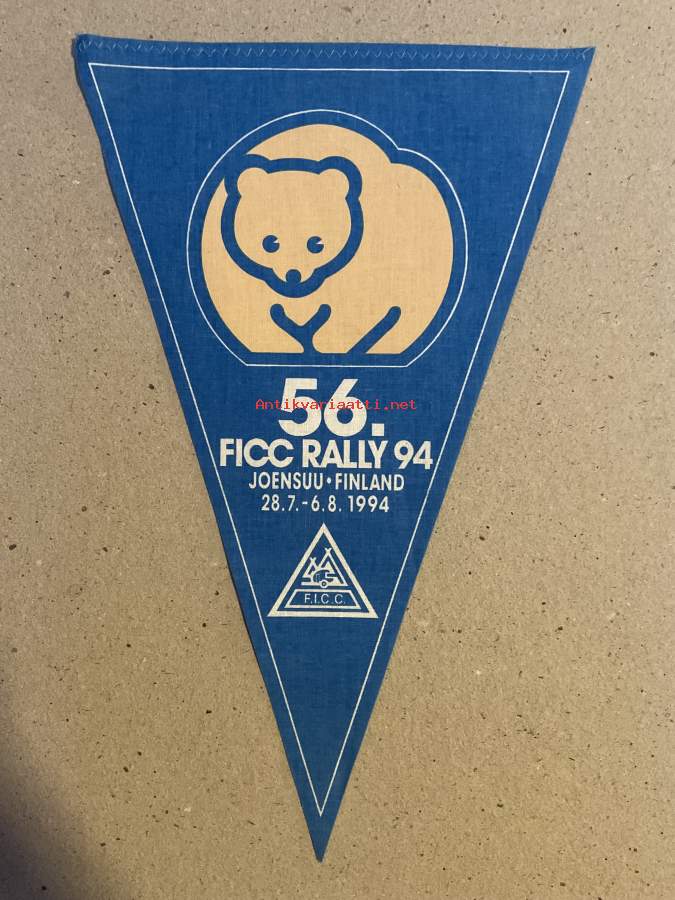 56.
Antikvariaatti.net
FICC RALLY 94
JOENSUU•FINLAND
28.7.-6.8. 1994
F.I.C.C.